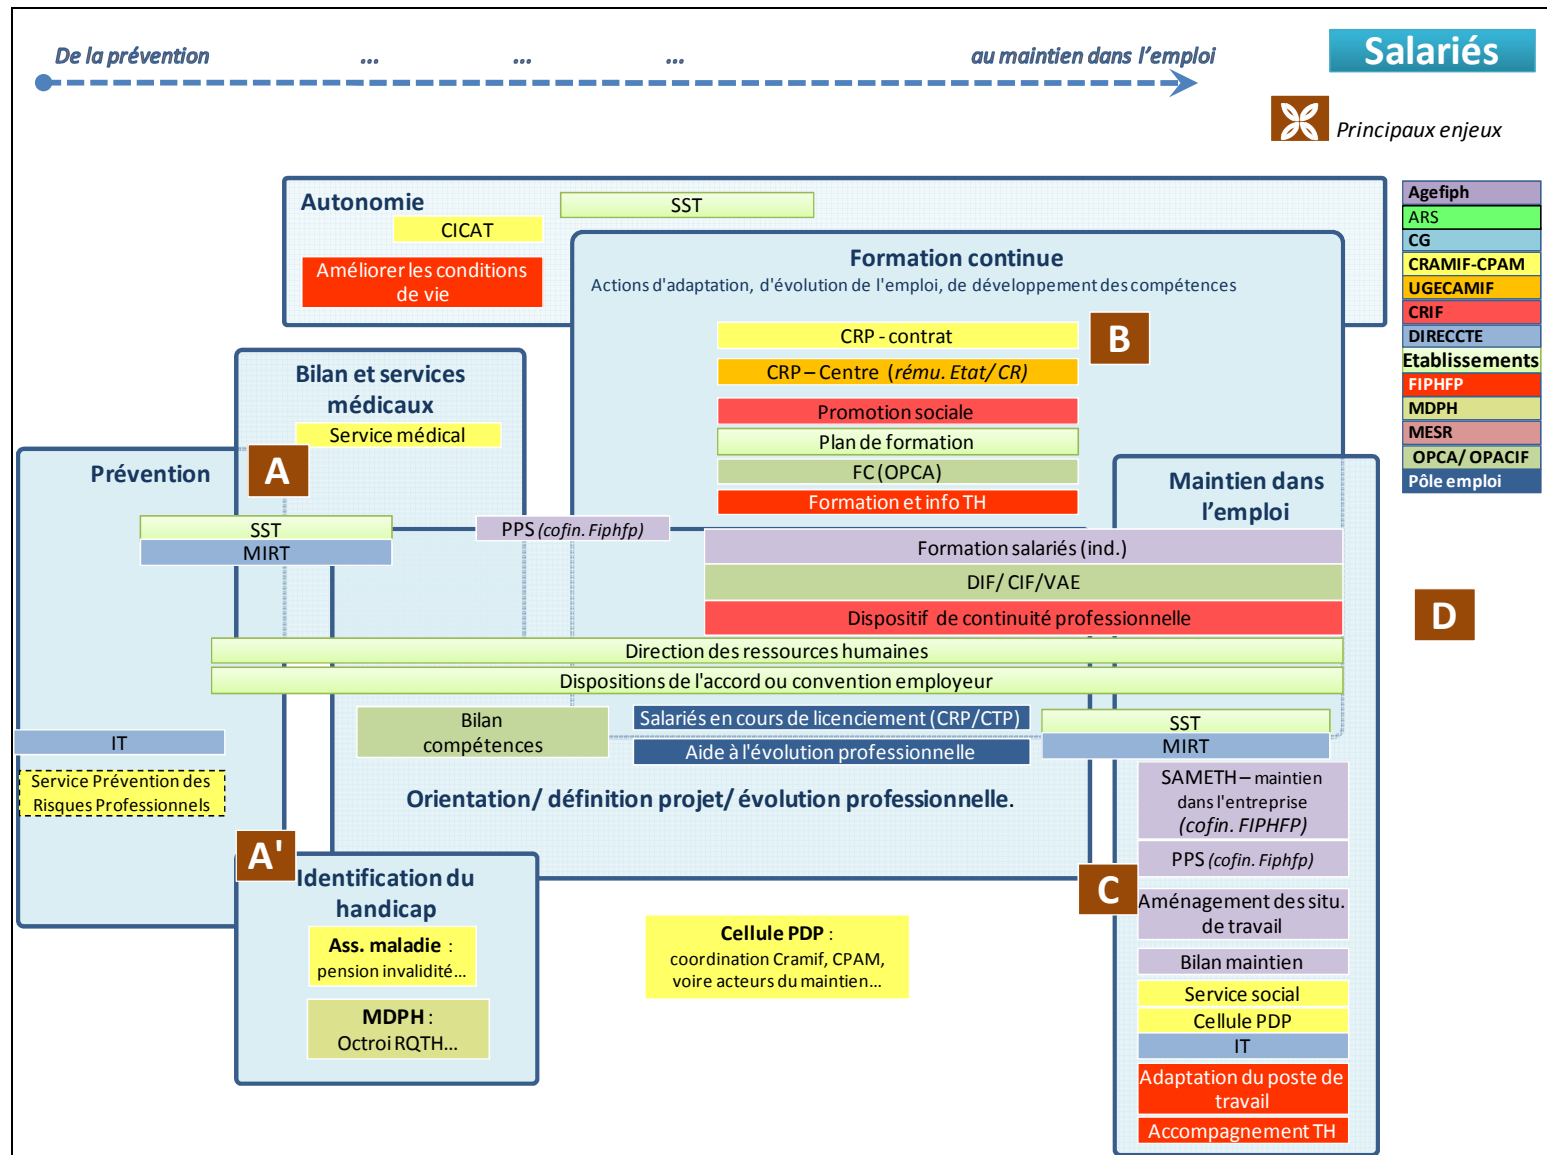 De la prévention
...
...
...
au maintien dans l'emploi
Salariés
Principaux enjeux
Autonomie
SST
CICAT
Améliorer les conditions
de vie
Formation continue
Actions d'adaptation, d'évolution de l'emploi, de développement des compétences
CRP - contrat
B
CRP – Centre (rému. Etat/ CR)
Promotion sociale
Plan de formation
FC (OPCA)
Formation et info TH
Agefiph
ARS
CG
CRAMIF-CPAM
UGECAMIF
CRIF
DIRECCTE
Etablissements
FIPHFP
MDPH
MESR
OPCA/ OPACIF
Pôle emploi
Bilan et services
médicaux
Service médical
Prévention
A
SST
MIRT
PPS (cofin. Fiphfp)
Maintien dans
l'emploi
Formation salariés (ind.)
DIF/ CIF/VAE
Dispositif de continuité professionnelle
D
Direction des ressources humaines
Dispositions de l'accord ou convention employeur
Bilan
compétences
Salariés en cours de licenciement (CRP/CTP)
Aide à l'évolution professionnelle
SST
MIRT
IT
Service Prévention des
Risques Professionnels
Orientation/ définition projet/ évolution professionnelle.
SAMETH – maintien
dans l'entreprise
(cofin. FIPHFP)
PPS (cofin. Fiphfp)
A'
Identification du
handicap
C
Aménagement des situ.
de travail
Ass. maladie :
pension invalidité...
Cellule PDP :
coordination Cramif, CPAM,
voire acteurs du maintien...
Bilan maintien
Service social
Cellule PDP
IT
MDPH :
Octroi RQTH...
Adaptation du poste de
travail
Accompagnement TH